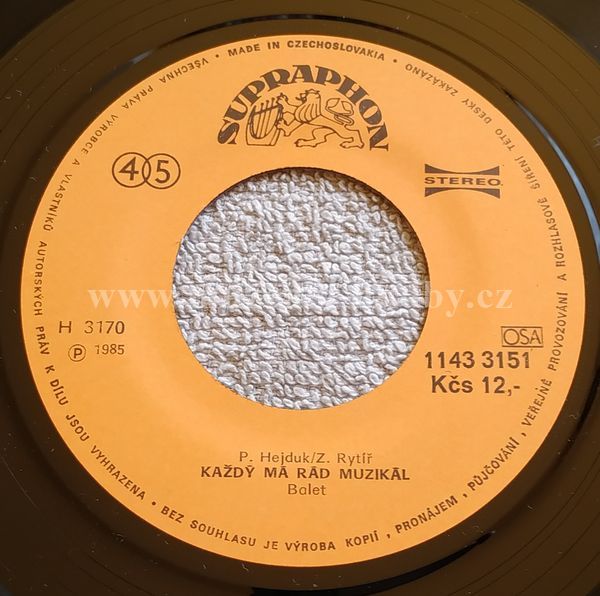 VŠECHNA PRÁVA VÝROBCE A VLASTNÍKŮ AUTORSKÝCH PRÁV K DÍLU JSOU VYHRAZENA • BEZ SOUHLASU JE VÝROBA KOPIÍ, PRONÁJEM, PŮJČOVÁNÍ, VEŘEJNÉ PROVOZOVÁNÍ A ROZHLASOVÉ ŠÍŘENÍ TÉTO DESKY ZAKÁZÁNO • MADE IN CZECHOSLOVAKIA •
SUPRAPHON
45
STEREO
H 3170
℗ 1985
OSA
1143 3151
Kčs 12,-
P. Hejduk/Z. Rytíř
KAŽDÝ MÁ RÁD MUZIKÁL
Balet